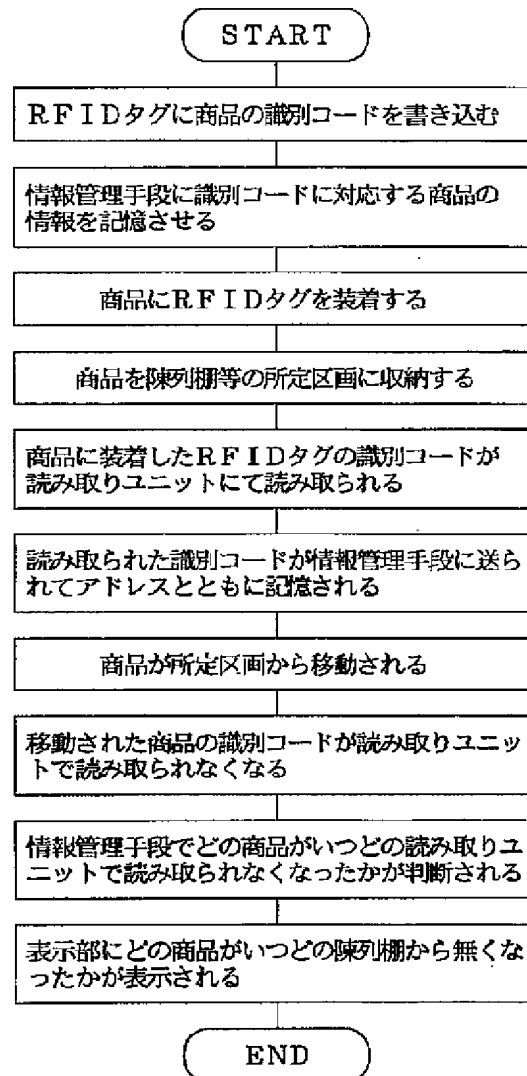 START
RFIDタグに商品の識別コードを書き込む
情報管理手段に識別コードに対応する商品の
情報を記憶させる
商品にRFIDタグを装着する
商品を陳列棚等の所定区画に収納する
商品に装着したRFIDタグの識別コードが
読み取りユニットにて読み取られる
読み取られた識別コードが情報管理手段に送ら
れてアドレスとともに記憶される
商品が所定区画から移動される
移動された商品の識別コードが読み取りユニッ
トで読み取られなくなる
情報管理手段でどの商品がいつどの読み取りユ
ニットで読み取られなくなったかが判断される
表示部にどの商品がいつどの陳列棚から無くな
ったかが表示される
END